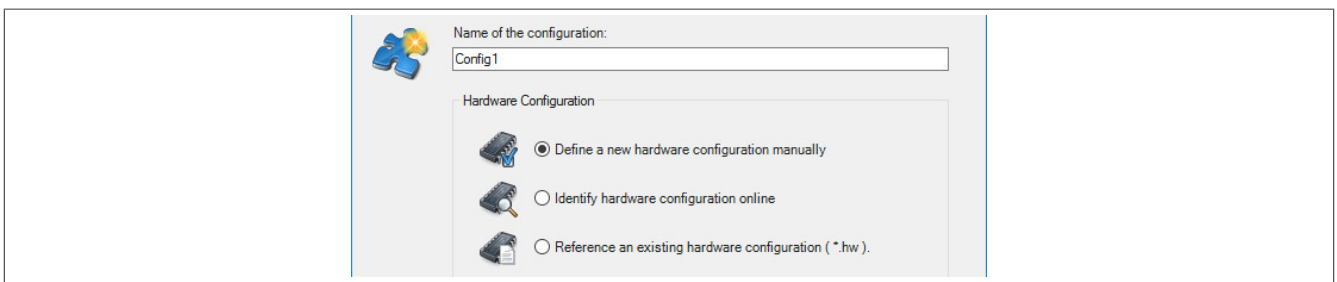 Name of the configuration:
Config1
Hardware Configuration
Define a new hardware configuration manually
Identify hardware configuration online
Reference an existing hardware configuration ( *.hw ).